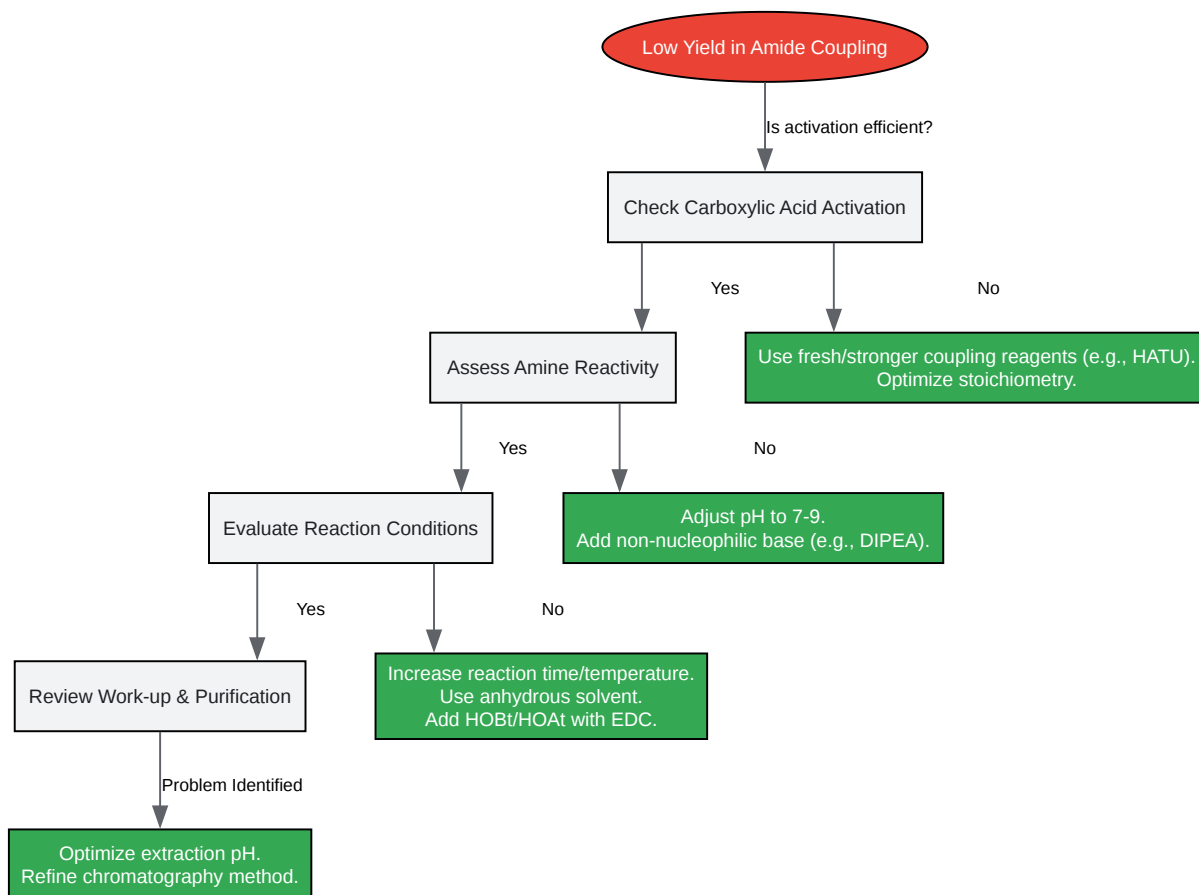 Low Yield in Amide Coupling
Is activation efficient?
Check Carboxylic Acid Activation
Yes
No
Assess Amine Reactivity
Use fresh/stronger coupling reagents (e.g., HATU).
Optimize stoichiometry.
Yes
No
Evaluate Reaction Conditions
Adjust pH to 7-9.
Add non-nucleophilic base (e.g., DIPEA).
Yes
No
Review Work-up & Purification
Increase reaction time/temperature.
Use anhydrous solvent.
Add HOBt/HOAt with EDC.
Problem Identified
Optimize extraction pH.
Refine chromatography method.